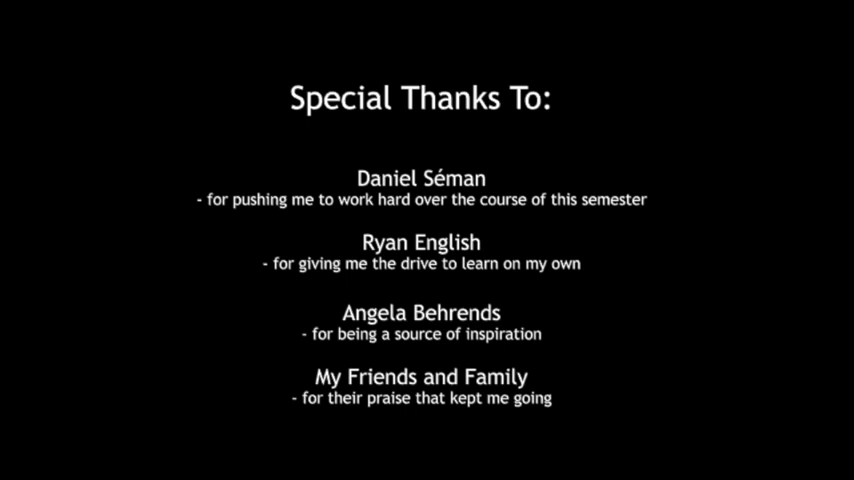 Special Thanks To:
Daniel Séman
- for pushing me to work hard over the course of this semester
Ryan English
- for giving me the drive to learn on my own
Angela Behrends
- for being a source of inspiration
My Friends and Family
- for their praise that kept me going